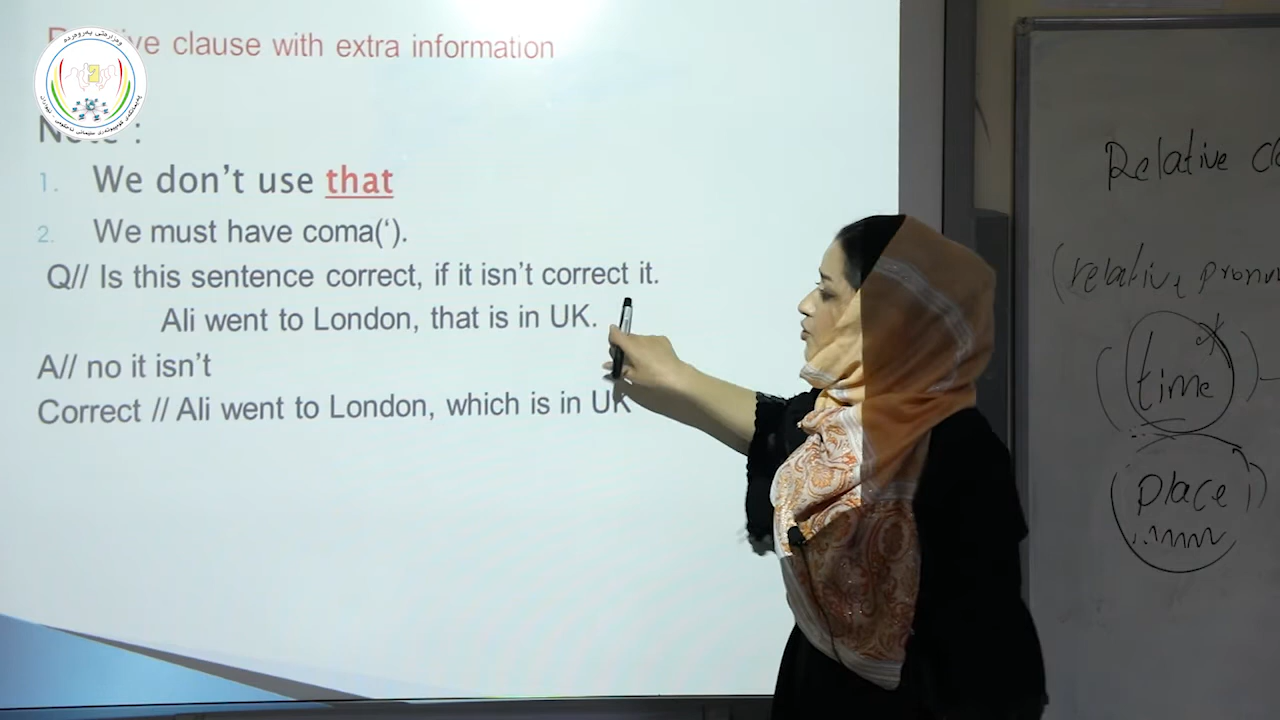 clause with extra information
Note :
1. We don't use that
2. We must have coma(‘).
Q// Is this sentence correct, if it isn't correct it.
Ali went to London, that is in UK.
A// no it isn't
Correct // Ali went to London, which is in UK
Relative
(relative
(time)
(place)